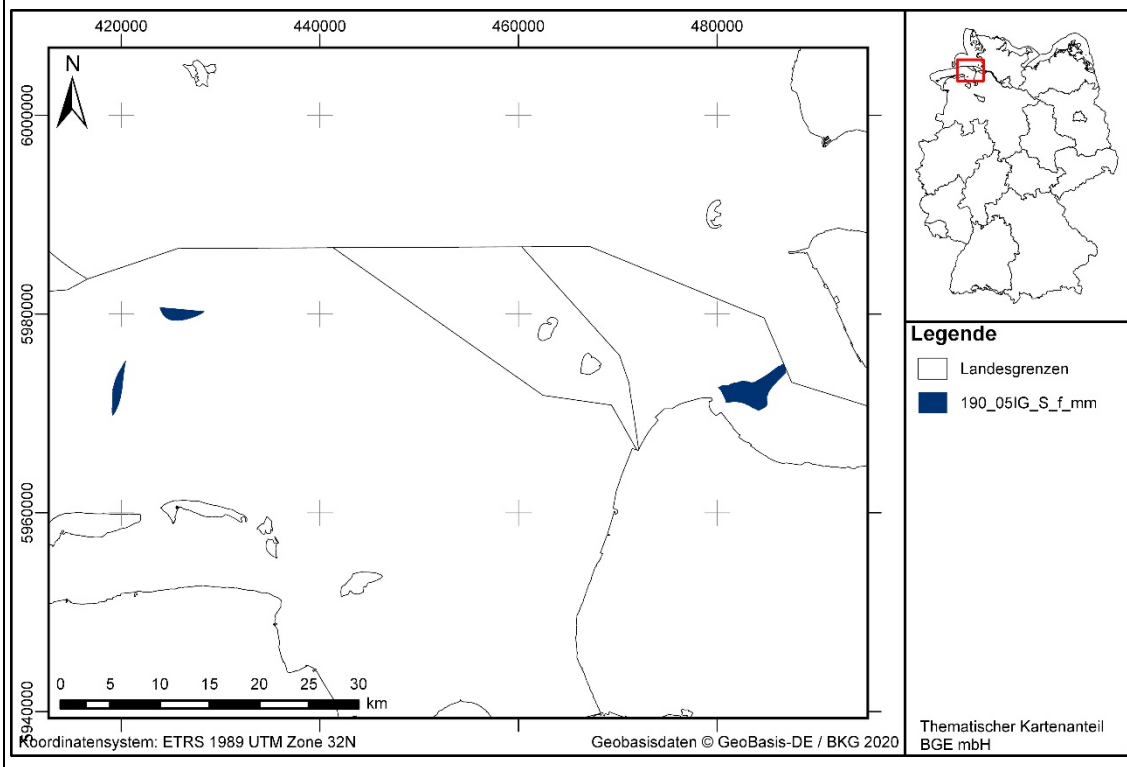 420000 440000 460000 480000
N
6000000
5980000
5960000
5940000
0 5 10 15 20 25 30
km
Koordinatensystem: ETRS 1989 UTM Zone 32N
Geobasisdaten © GeoBasis-DE / BKG 2020
Legende
Landesgrenzen
190_05IG_S_f_mm
Thematischer Kartenanteil
BGE mbH